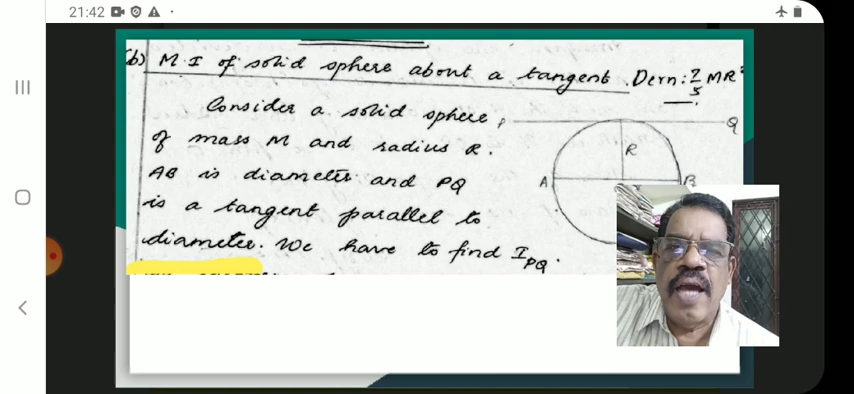 21:42
(b) M.I of solid sphere about a tangent. Dern: 7/5 MR²
Consider a solid sphere
of mass M and radius R.
AB is diameter and PQ
is a tangent parallel to
diameter. We have to find I_PQ.
P Q
R
A B